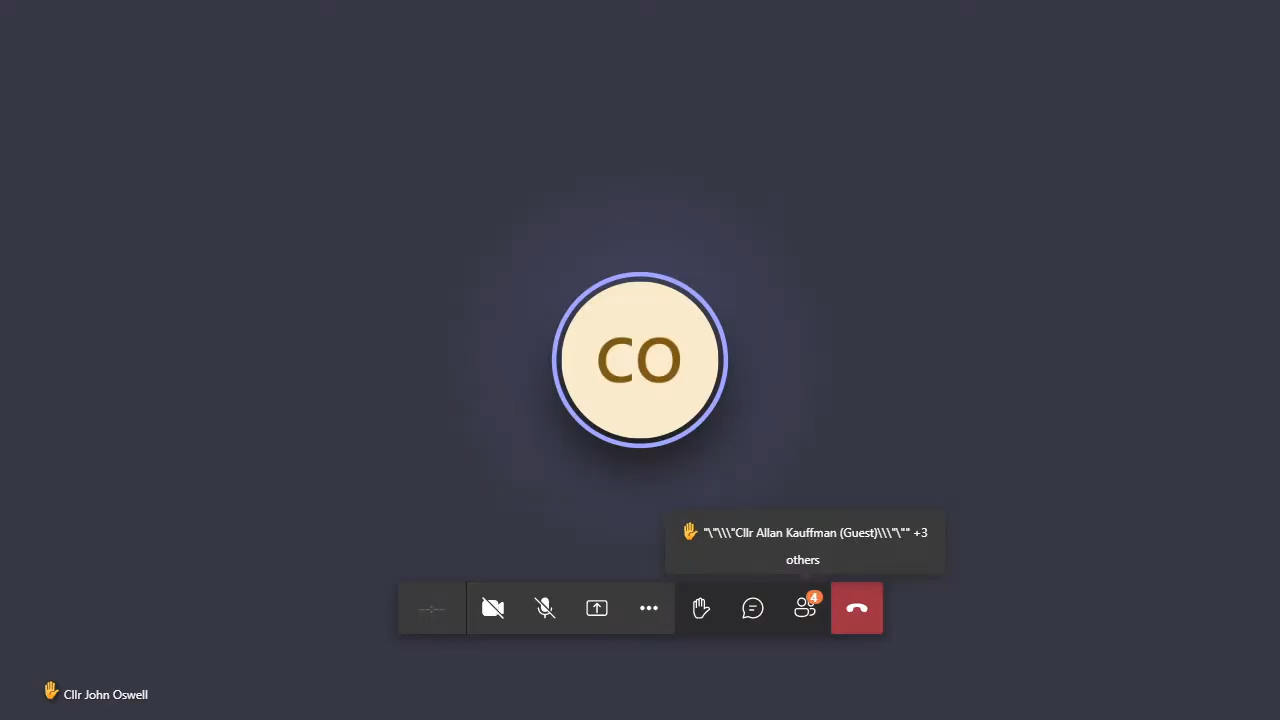 CO
"\"\\\"Cllr Allan Kauffman (Guest)\\\"\"" +3
others
--:--
4
Cllr John Oswell